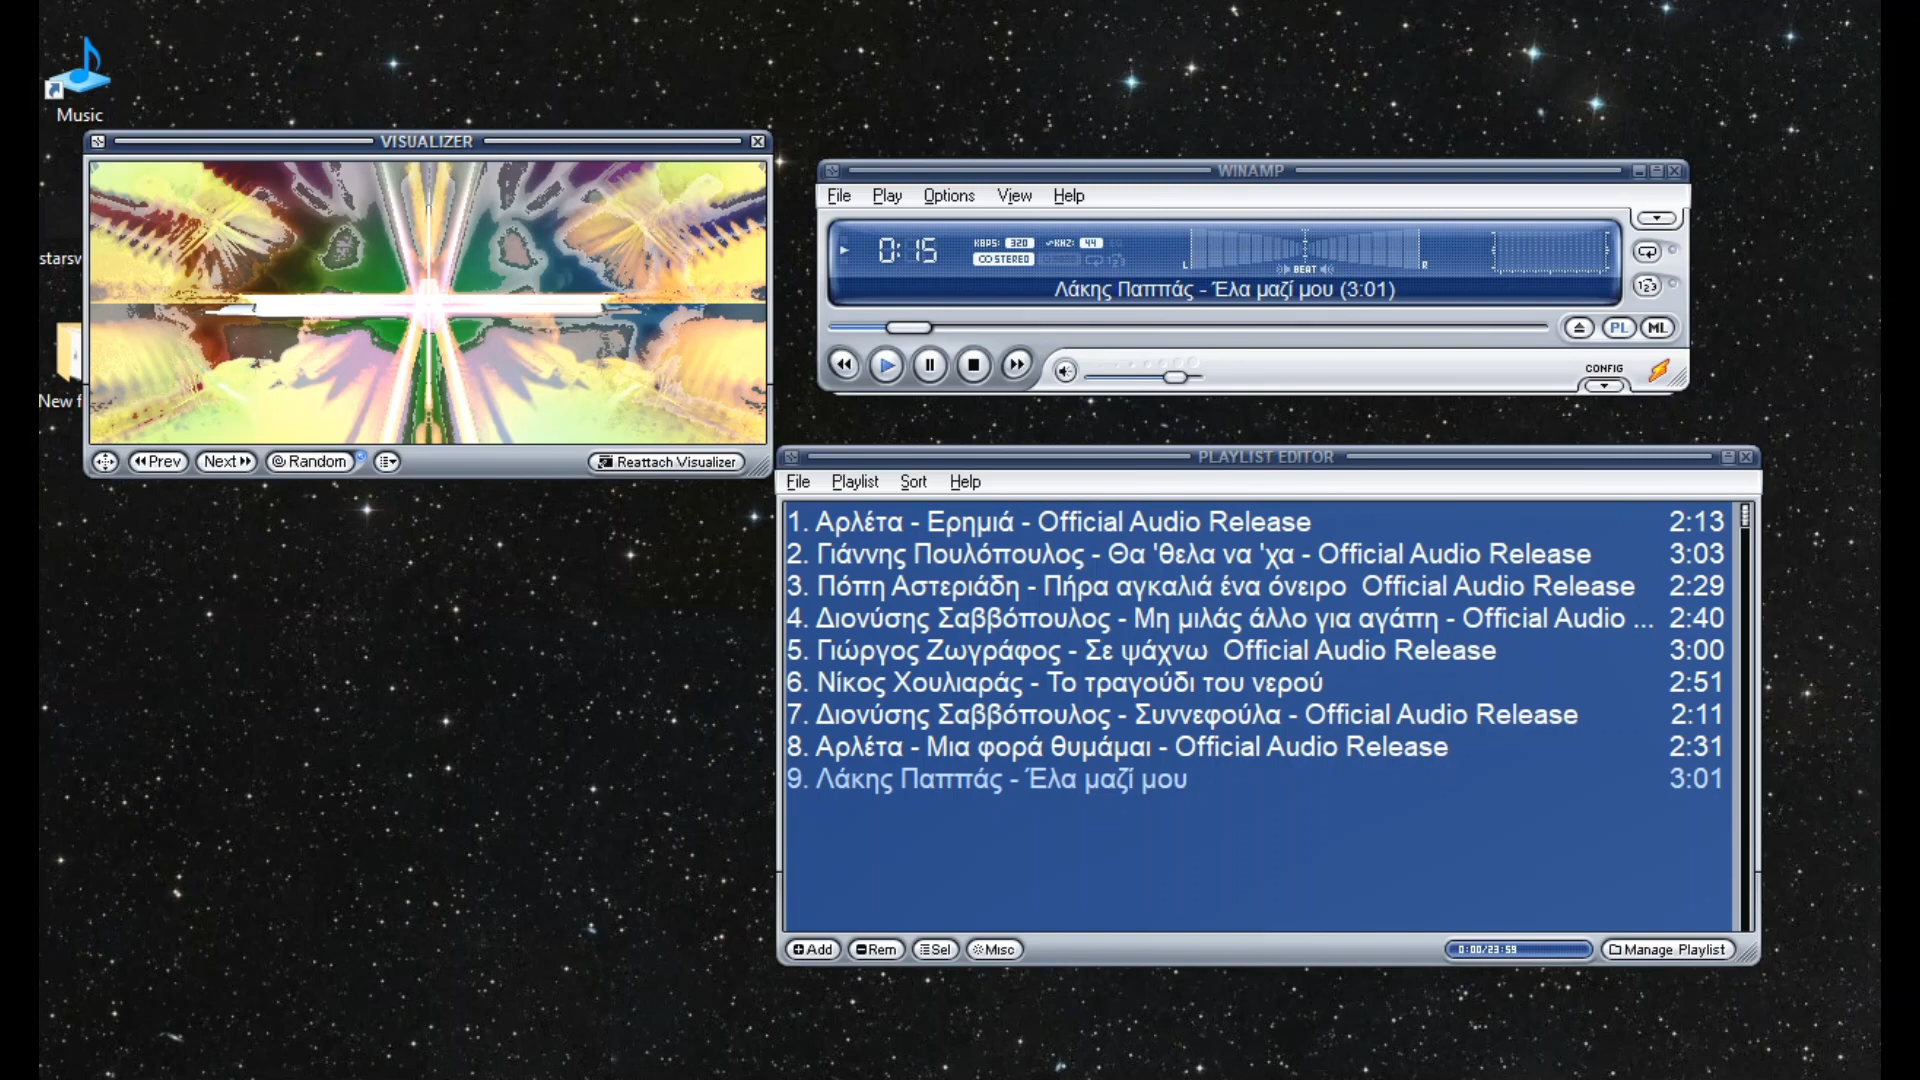 Music
VISUALIZER
starsw
New f
Prev
Next
Random
Reattach Visualizer
WINAMP
File Play Options View Help
0:15
KBPS: 320 KHZ: 44
STEREO
L BEAT R
Λάκης Παππάς - Έλα μαζί μου (3:01)
PL ML
CONFIG
PLAYLIST EDITOR
File Playlist Sort Help
1. Αρλέτα - Ερημιά - Official Audio Release 2:13
2. Γιάννης Πουλόπουλος - Θα 'θελα να 'χα - Official Audio Release 3:03
3. Πόπη Αστεριάδη - Πήρα αγκαλιά ένα όνειρο Official Audio Release 2:29
4. Διονύσης Σαββόπουλος - Μη μιλάς άλλο για αγάπη - Official Audio ... 2:40
5. Γιώργος Ζωγράφος - Σε ψάχνω Official Audio Release 3:00
6. Νίκος Χουλιαράς - Το τραγούδι του νερού 2:51
7. Διονύσης Σαββόπουλος - Συννεφούλα - Official Audio Release 2:11
8. Αρλέτα - Μια φορά θυμάμαι - Official Audio Release 2:31
9. Λάκης Παππάς - Έλα μαζί μου 3:01
Add Rem Sel Misc 0:00/23:59 Manage Playlist